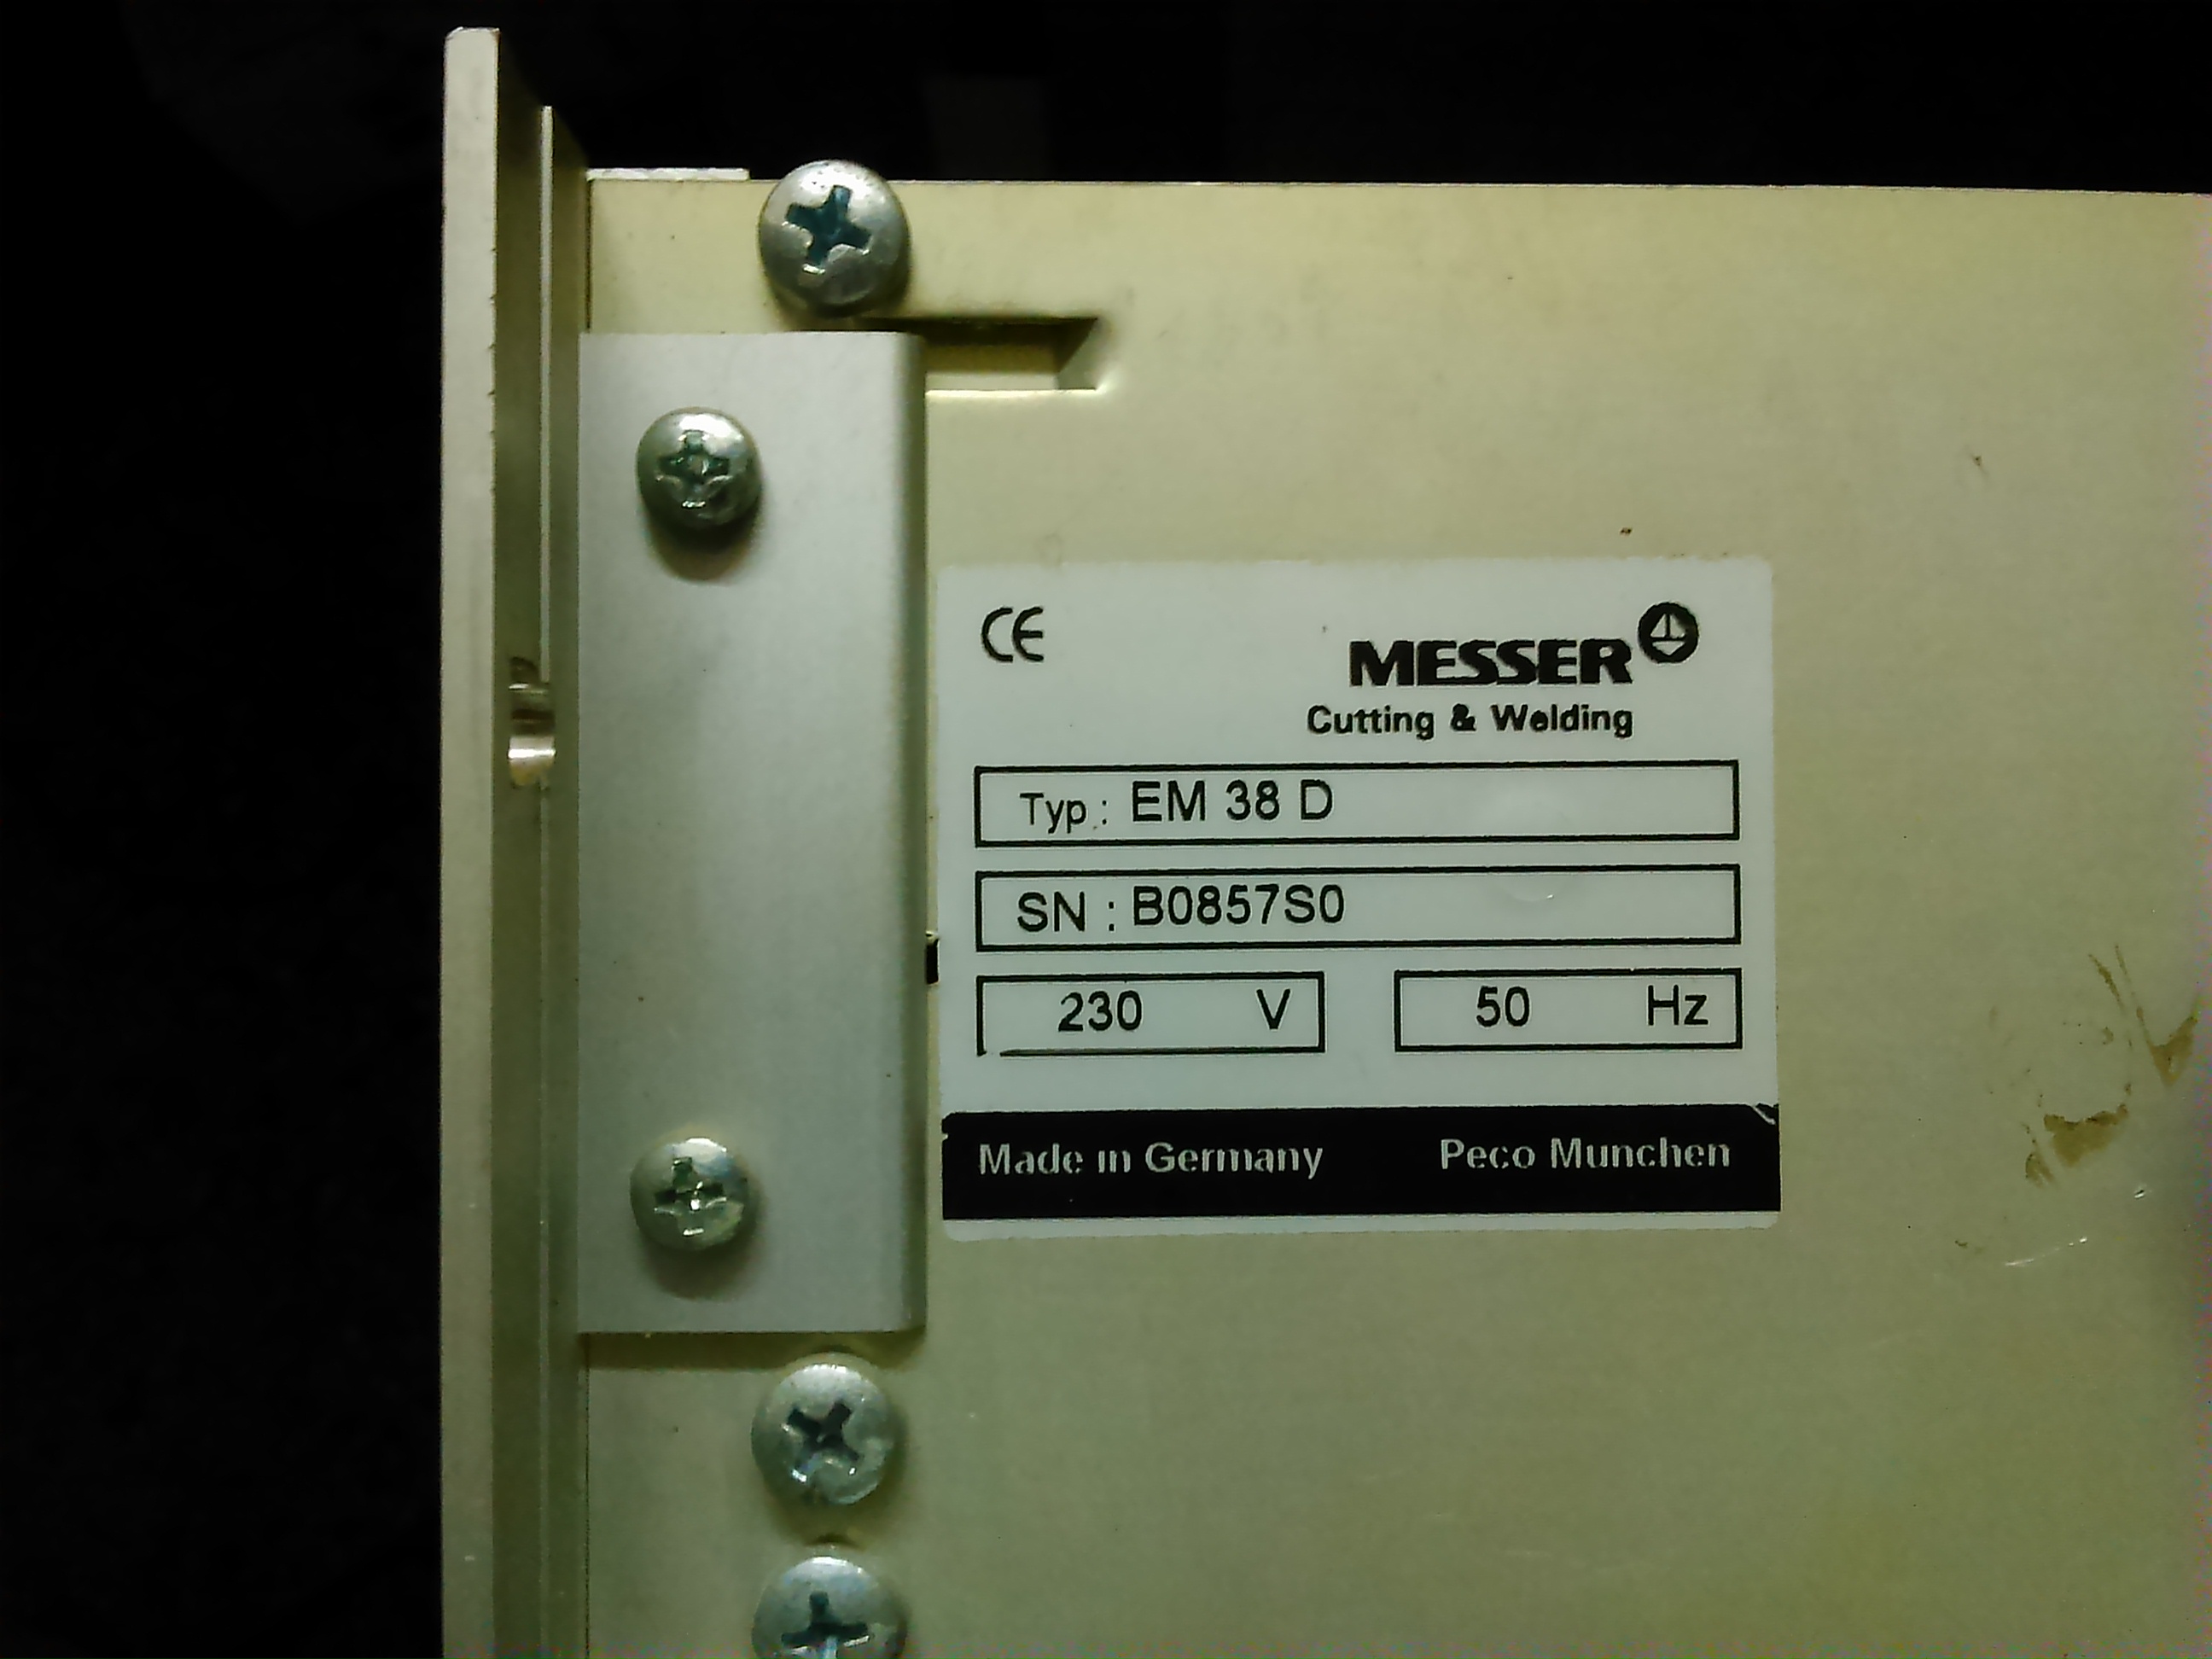 CE
MESSER
Cutting & Welding
Typ : EM 38 D
SN : B0857S0
230 V 50 Hz
Made in Germany Peco Munchen